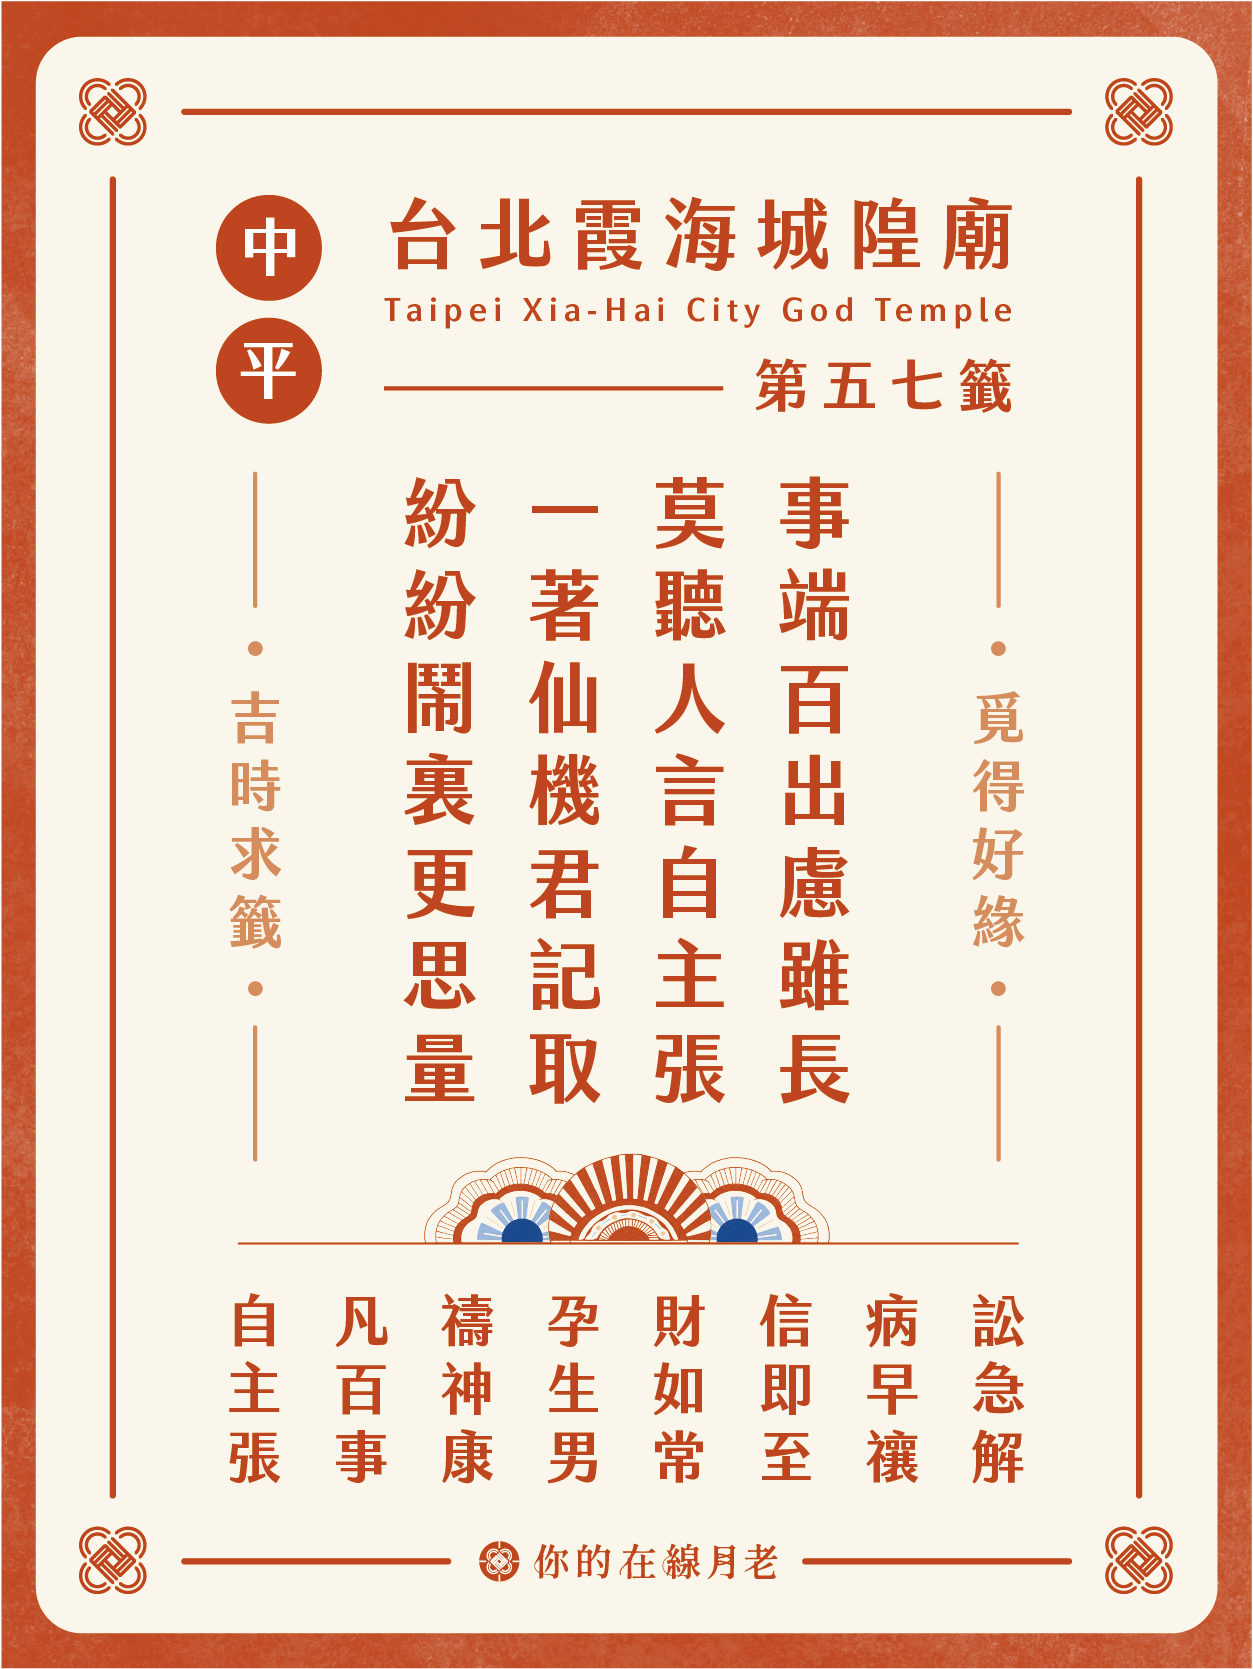 中平
台北霞海城隍廟
Taipei Xia-Hai City God Temple
第五七籤
覓得好緣
事端百出慮雖長
莫聽人言自主張
一著仙機君記取
紛紛鬧裏更思量
吉時求籤
訟急解
病早禳
信即至
財如常
孕生男
禱神康
凡百事
自主張
你的在線月老